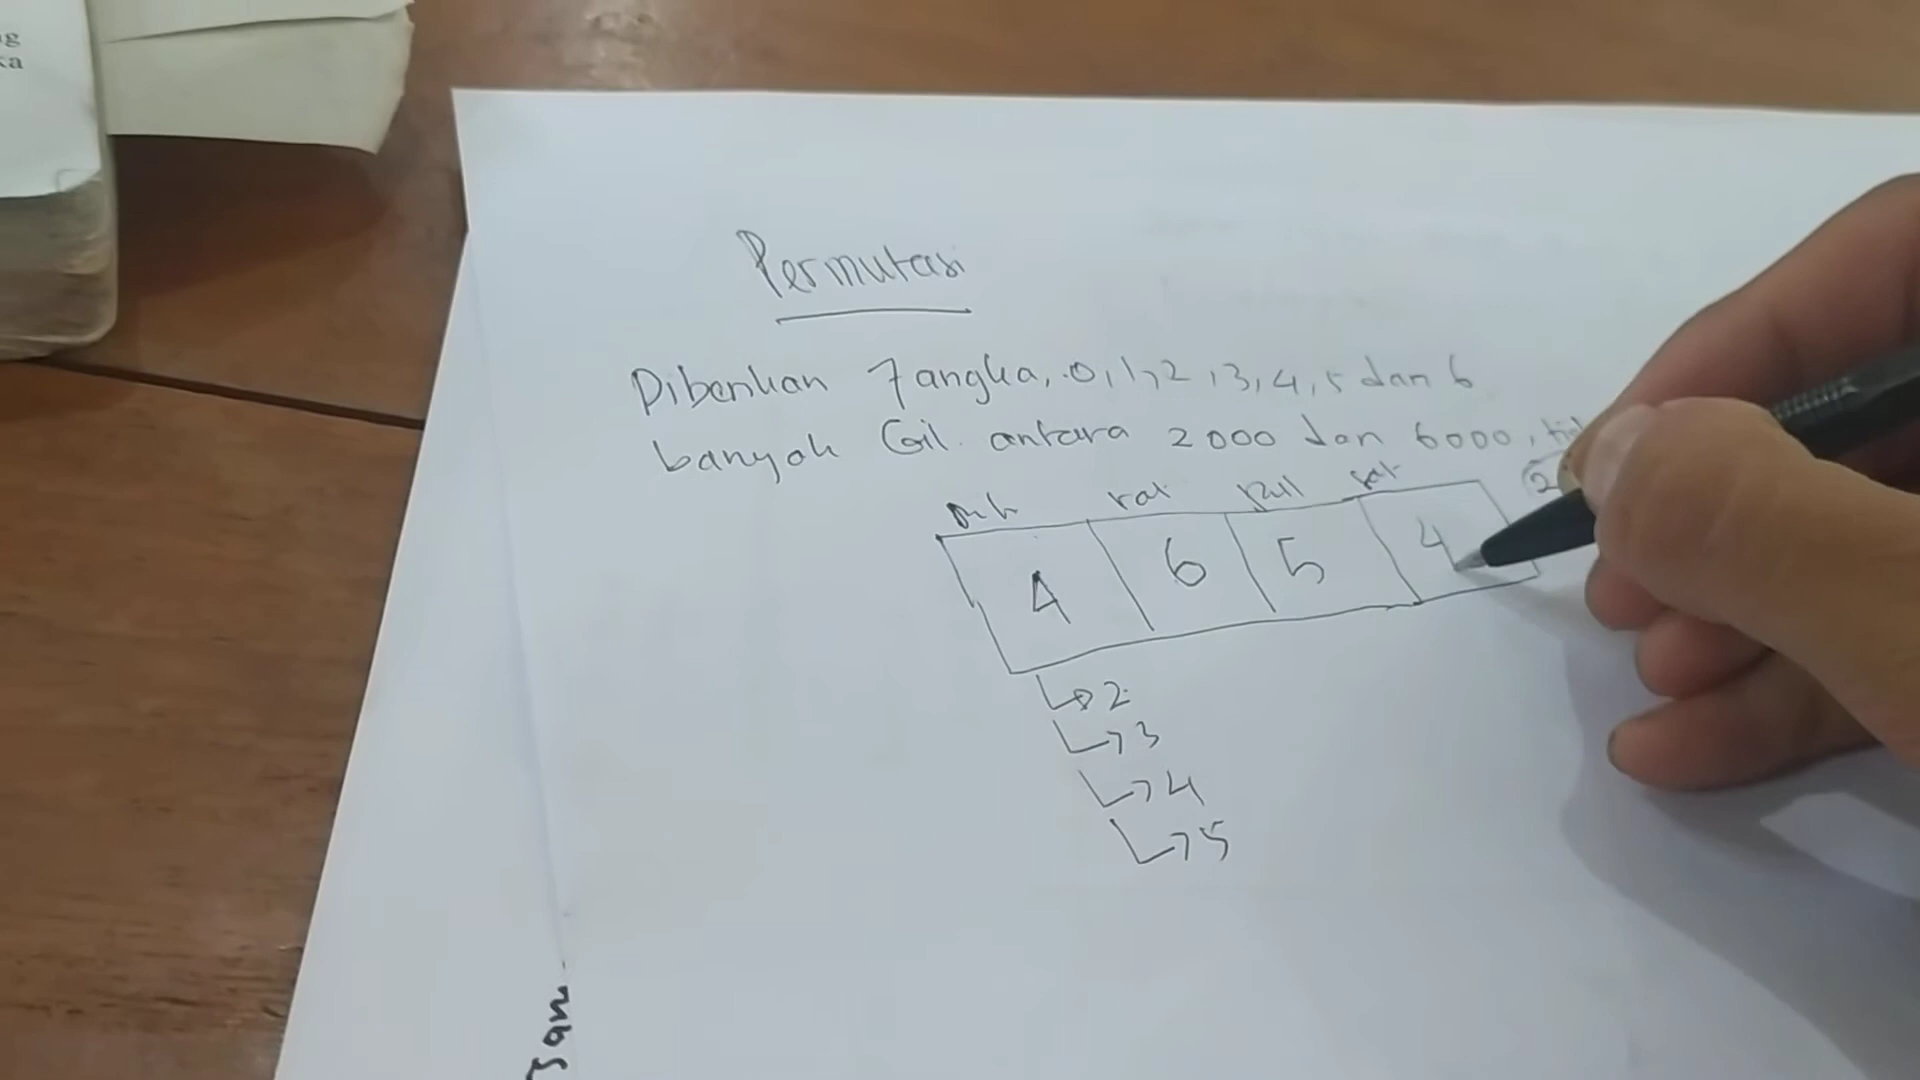 g
ka
Permutasi
Diberikan 7 angka, 0, 1, 2, 3, 4, 5 dan 6
banyak Bil. antara 2000 dan 6000,
rat pul sat
4 6 5 4
2
3
4
5